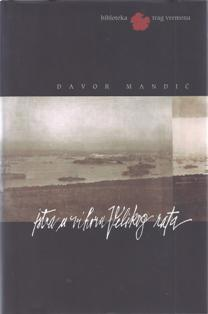 biblioteka trag vremena
DAVOR MANDIĆ
Istra u vihoru Velikog rata